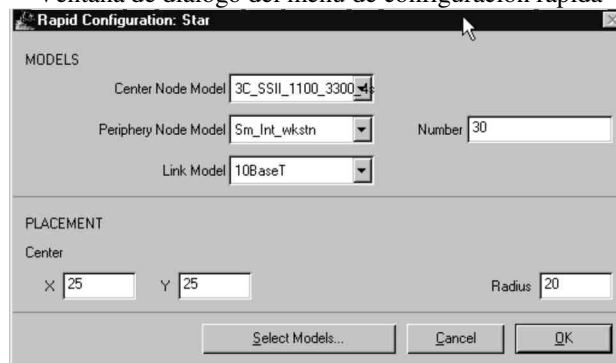 Ventana de diálogo del menú de configuración rápida
Rapid Configuration: Star
MODELS
Center Node Model 3C_SSII_1100_3300_4s
Periphery Node Model Sm_Int_wkstn Number 30
Link Model 10BaseT
PLACEMENT
Center
X 25 Y 25 Radius 20
Select Models... Cancel OK